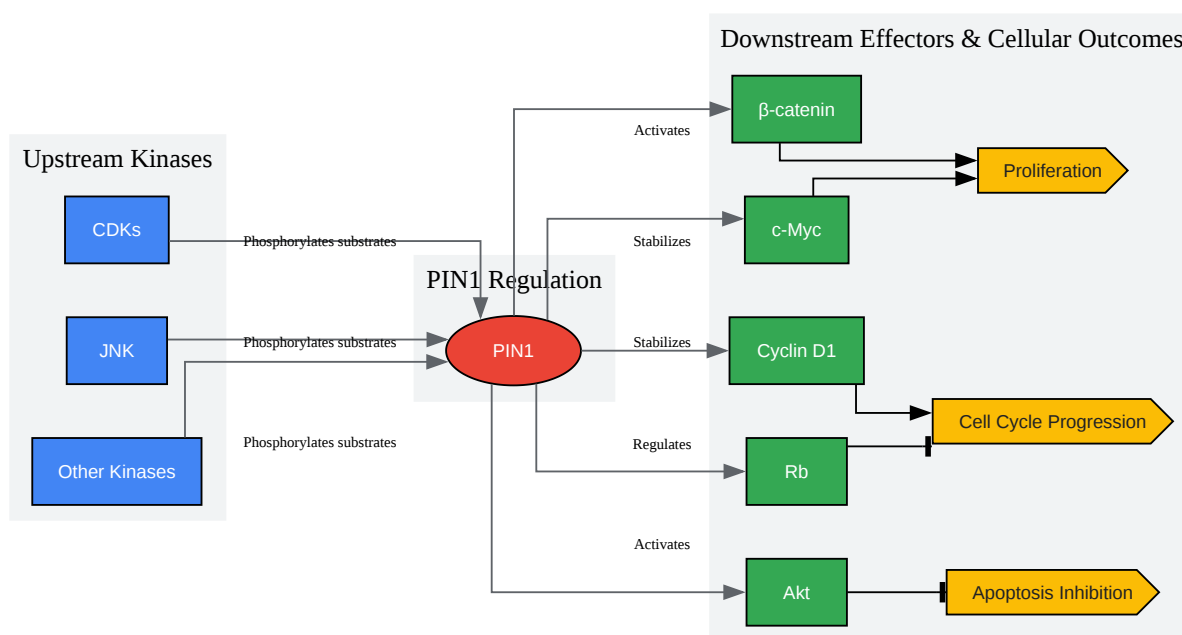 Downstream Effectors & Cellular Outcomes
β-catenin
Activates
Upstream Kinases
Proliferation
CDKs
c-Myc
Phosphorylates substrates
Stabilizes
PIN1 Regulation
JNK
Phosphorylates substrates
PIN1
Stabilizes
Cyclin D1
Cell Cycle Progression
Phosphorylates substrates
Regulates
Other Kinases
Rb
Activates
Akt
Apoptosis Inhibition